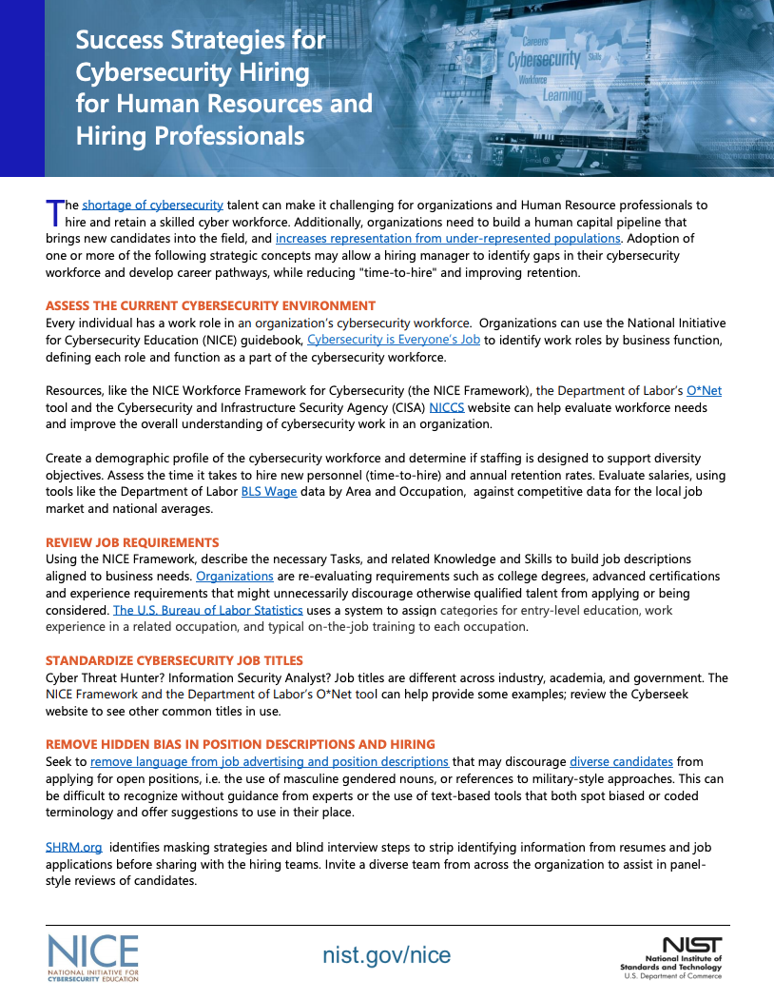 Success Strategies for
Cybersecurity Hiring
for Human Resources and
Hiring Professionals
Careers
Cybersecurity
Skills
Workforce
Learning
The shortage of cybersecurity talent can make it challenging for organizations and Human Resource professionals to
hire and retain a skilled cyber workforce. Additionally, organizations need to build a human capital pipeline that
brings new candidates into the field, and increases representation from under-represented populations. Adoption of
one or more of the following strategic concepts may allow a hiring manager to identify gaps in their cybersecurity
workforce and develop career pathways, while reducing "time-to-hire" and improving retention.
ASSESS THE CURRENT CYBERSECURITY ENVIRONMENT
Every individual has a work role in an organization's cybersecurity workforce.  Organizations can use the National Initiative
for Cybersecurity Education (NICE) guidebook, Cybersecurity is Everyone's Job to identify work roles by business function,
defining each role and function as a part of the cybersecurity workforce.
Resources, like the NICE Workforce Framework for Cybersecurity (the NICE Framework), the Department of Labor's O*Net
tool and the Cybersecurity and Infrastructure Security Agency (CISA) NICCS website can help evaluate workforce needs
and improve the overall understanding of cybersecurity work in an organization.
Create a demographic profile of the cybersecurity workforce and determine if staffing is designed to support diversity
objectives. Assess the time it takes to hire new personnel (time-to-hire) and annual retention rates. Evaluate salaries, using
tools like the Department of Labor BLS Wage data by Area and Occupation,  against competitive data for the local job
market and national averages.
REVIEW JOB REQUIREMENTS
Using the NICE Framework, describe the necessary Tasks, and related Knowledge and Skills to build job descriptions
aligned to business needs. Organizations are re-evaluating requirements such as college degrees, advanced certifications
and experience requirements that might unnecessarily discourage otherwise qualified talent from applying or being
considered. The U.S. Bureau of Labor Statistics uses a system to assign categories for entry-level education, work
experience in a related occupation, and typical on-the-job training to each occupation.
STANDARDIZE CYBERSECURITY JOB TITLES
Cyber Threat Hunter? Information Security Analyst? Job titles are different across industry, academia, and government. The
NICE Framework and the Department of Labor's O*Net tool can help provide some examples; review the Cyberseek
website to see other common titles in use.
REMOVE HIDDEN BIAS IN POSITION DESCRIPTIONS AND HIRING
Seek to remove language from job advertising and position descriptions that may discourage diverse candidates from
applying for open positions, i.e. the use of masculine gendered nouns, or references to military-style approaches. This can
be difficult to recognize without guidance from experts or the use of text-based tools that both spot biased or coded
terminology and offer suggestions to use in their place.
SHRM.org  identifies masking strategies and blind interview steps to strip identifying information from resumes and job
applications before sharing with the hiring teams. Invite a diverse team from across the organization to assist in panel-
style reviews of candidates.
NICE
NATIONAL INITIATIVE FOR
CYBERSECURITY EDUCATION
nist.gov/nice
NIST
National Institute of
Standards and Technology
U.S. Department of Commerce